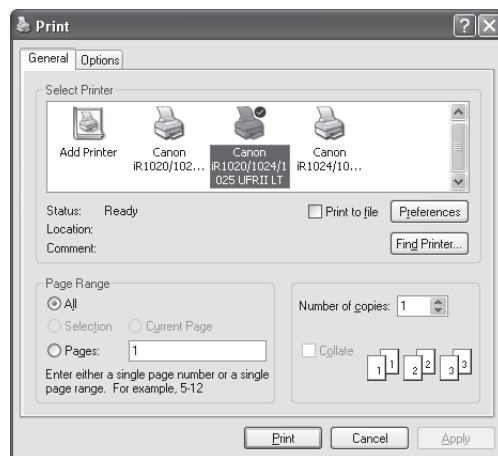 Print
General Options
Select Printer
Add Printer
Canon iR1020/102...
Canon iR1020/1024/1025 UFRII LT
Canon iR1024/10...
Status: Ready
Print to file
Preferences
Location:
Comment:
Find Printer...
Page Range
All
Selection
Current Page
Pages: 1
Enter either a single page number or a single
page range. For example, 5-12
Number of copies: 1
Collate
1 1 2 2 3 3
Print Cancel Apply